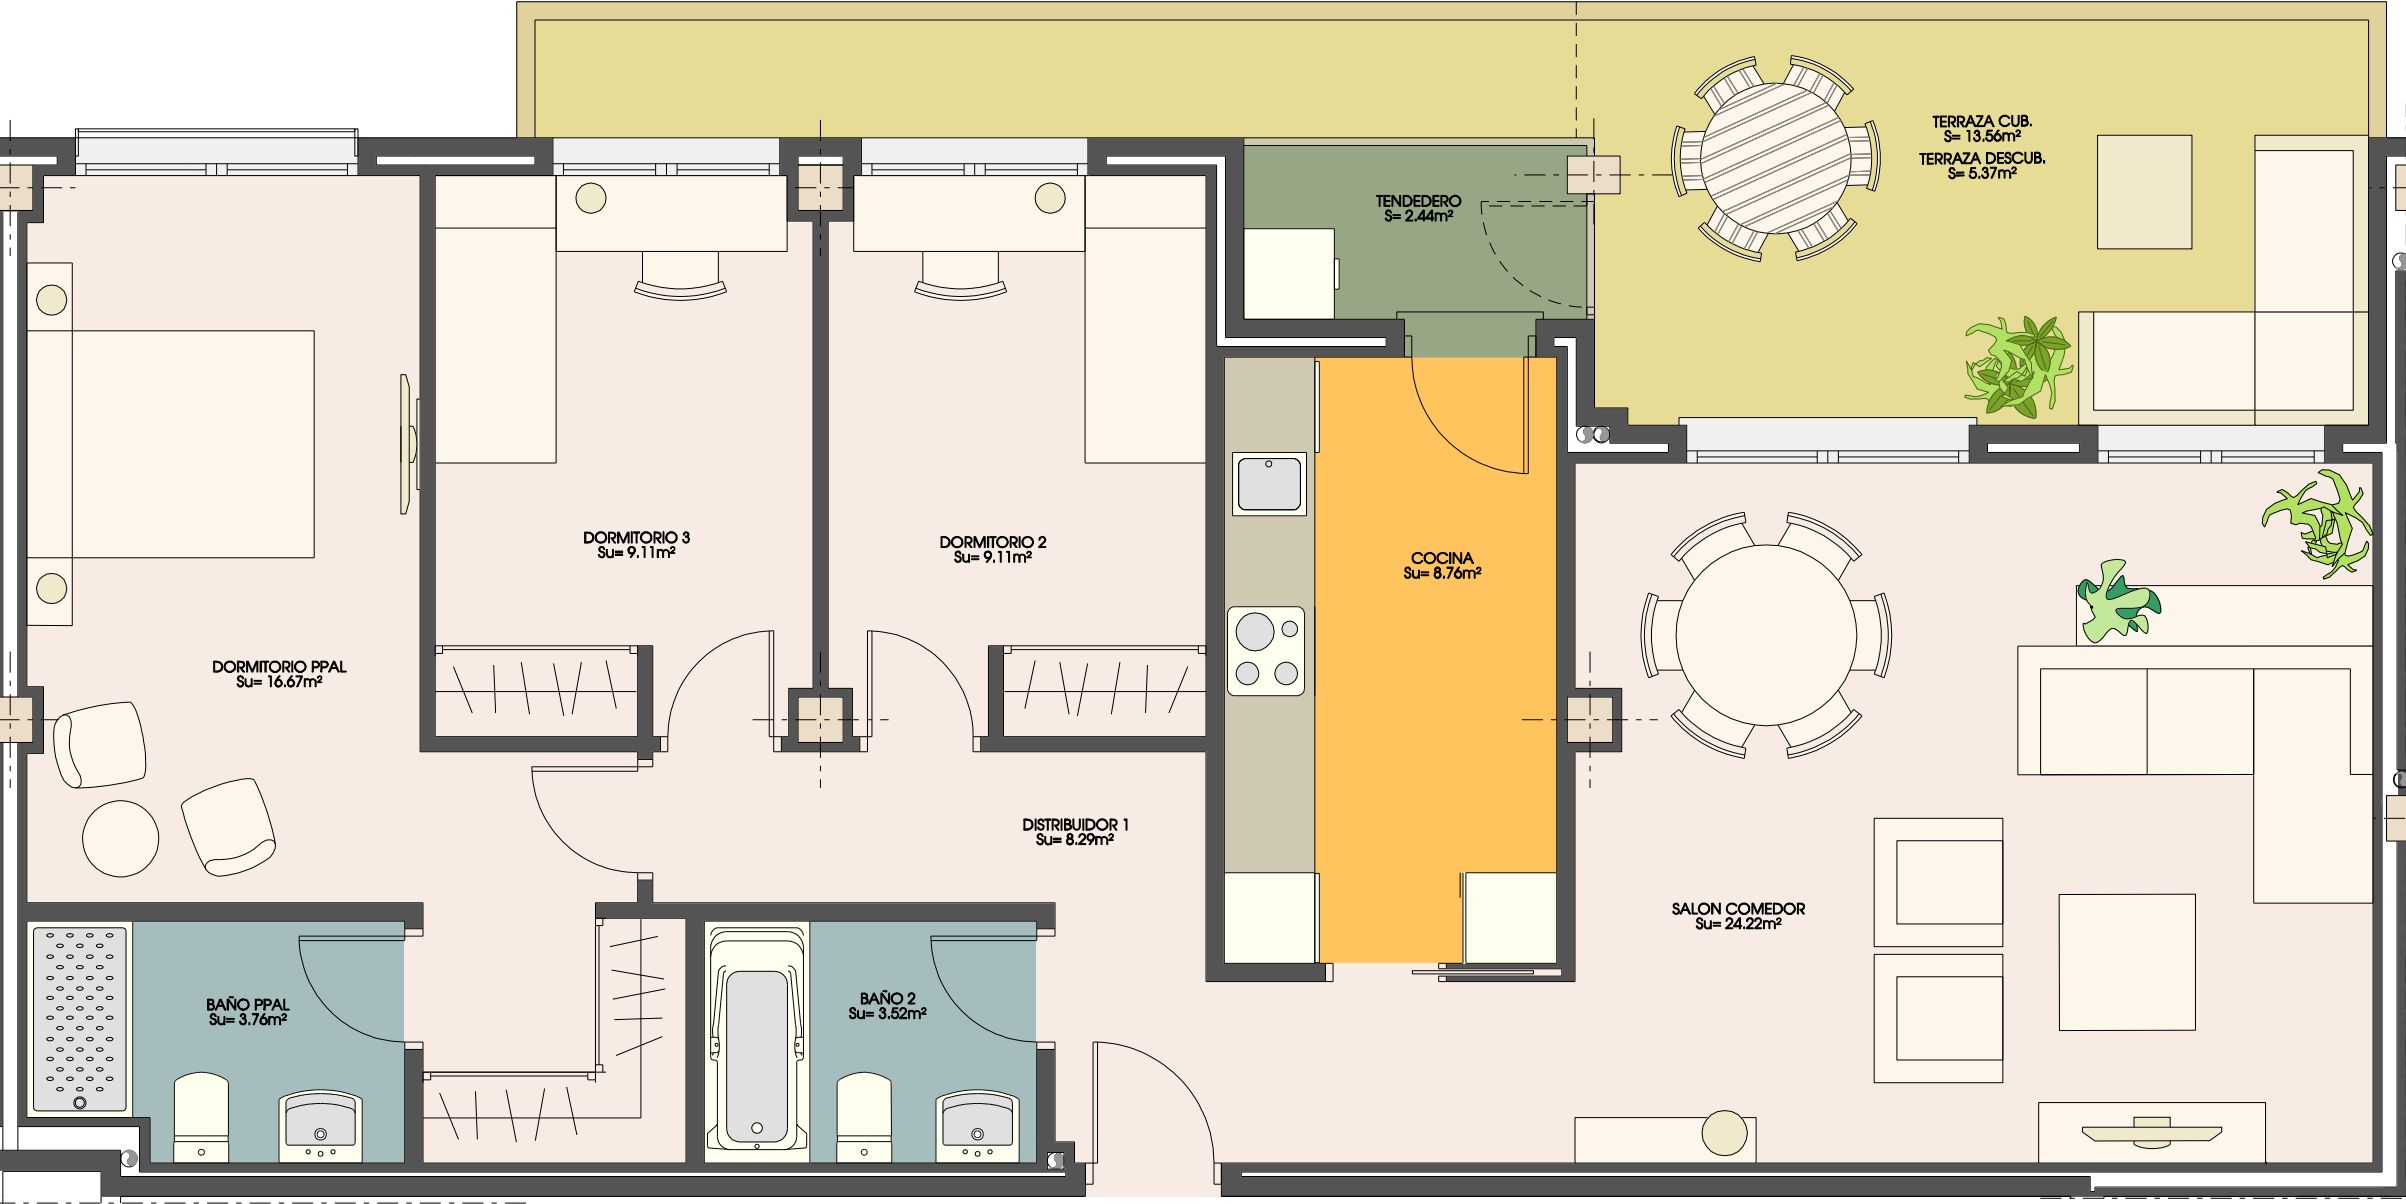 TERRAZA CUB.
S= 13.56m²
TERRAZA DESCUB.
S= 5.37m²
TENDEDERO
S= 2.44m²
DORMITORIO 3
Su= 9.11m²
DORMITORIO 2
Su= 9.11m²
COCINA
Su= 8.76m²
DORMITORIO PPAL
Su= 16.67m²
DISTRIBUIDOR 1
Su= 8.29m²
SALON COMEDOR
Su= 24.22m²
BAÑO PPAL
Su= 3.76m²
BAÑO 2
Su= 3.52m²